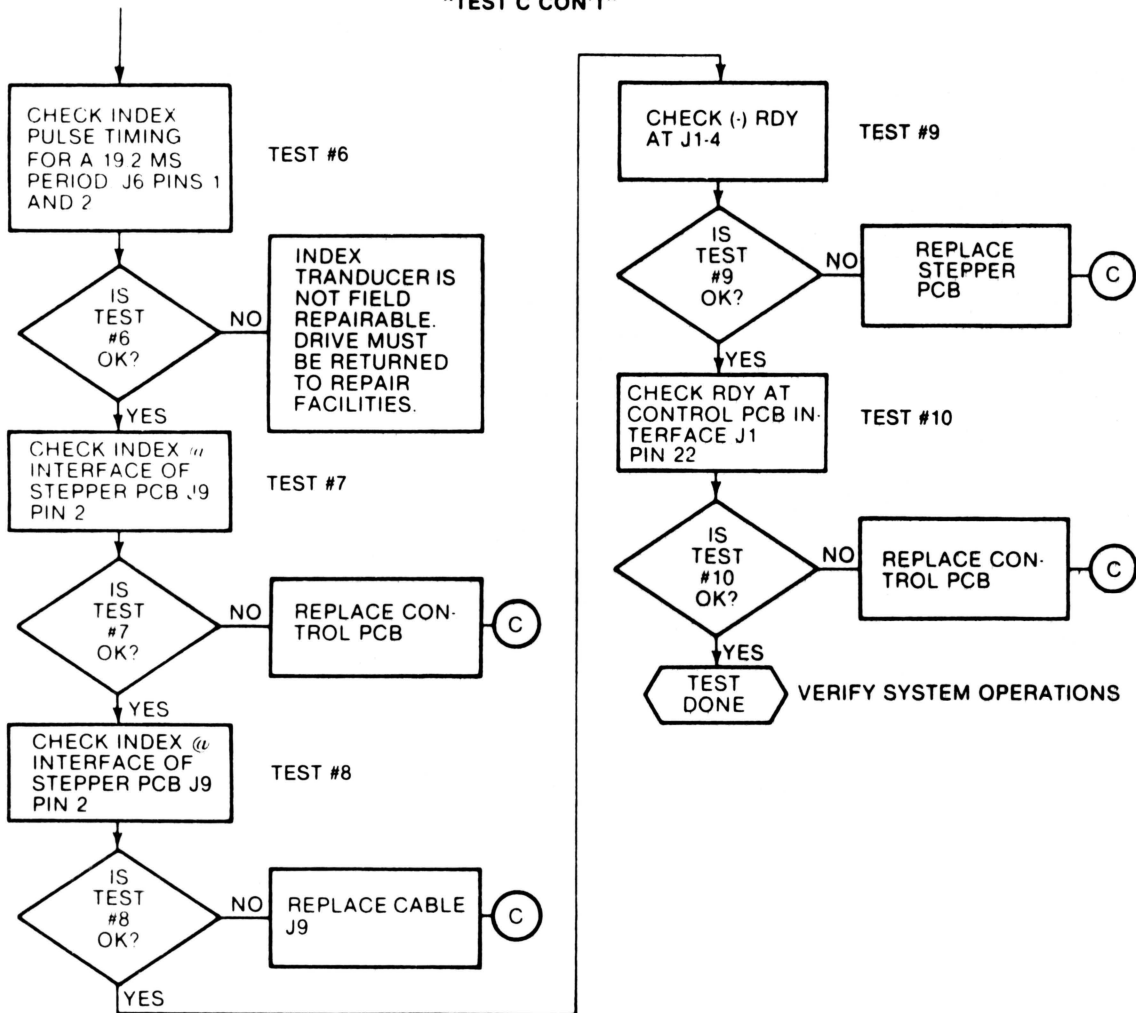 "TEST C CON'T"
CHECK INDEX
PULSE TIMING
FOR A 19.2 MS
PERIOD J6 PINS 1
AND 2
TEST #6
IS
TEST
#6
OK?
NO
INDEX
TRANDUCER IS
NOT FIELD
REPAIRABLE.
DRIVE MUST
BE RETURNED
TO REPAIR
FACILITIES.
YES
CHECK INDEX @
INTERFACE OF
STEPPER PCB J9
PIN 2
TEST #7
IS
TEST
#7
OK?
NO
REPLACE CON-
TROL PCB
C
YES
CHECK INDEX @
INTERFACE OF
STEPPER PCB J9
PIN 2
TEST #8
IS
TEST
#8
OK?
NO
REPLACE CABLE
J9
C
YES
CHECK (-) RDY
AT J1-4
TEST #9
IS
TEST
#9
OK?
NO
REPLACE
STEPPER
PCB
C
YES
CHECK RDY AT
CONTROL PCB IN-
TERFACE J1
PIN 22
TEST #10
IS
TEST
#10
OK?
NO
REPLACE CON-
TROL PCB
C
YES
TEST
DONE
VERIFY SYSTEM OPERATIONS